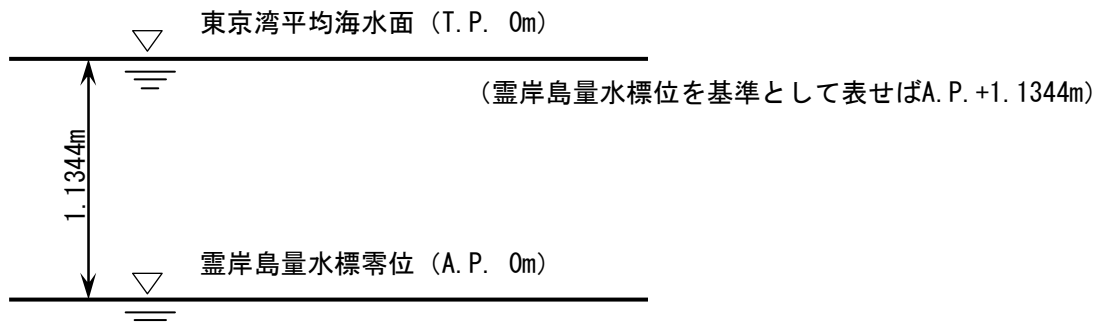 東京湾平均海水面（T.P. 0m）
（霊岸島量水標位を基準として表せばA.P.+1.1344m）
1.1344m
霊岸島量水標零位（A.P. 0m）